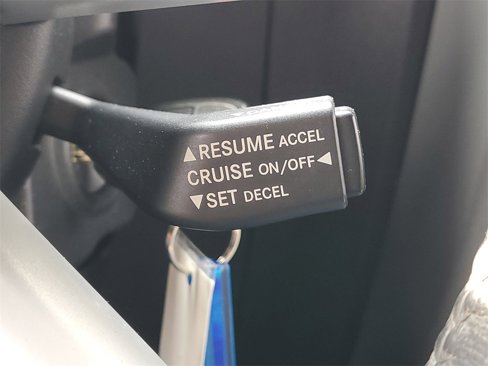 ▲RESUME ACCEL
CRUISE ON/OFF◀
▼SET DECEL